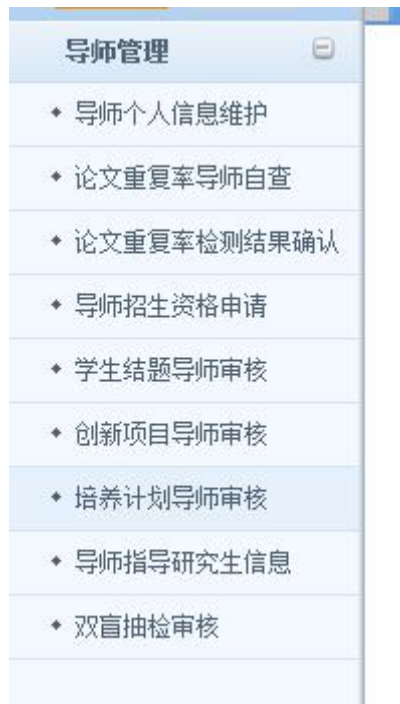 导师管理
导师个人信息维护
论文重复率导师自查
论文重复率检测结果确认
导师招生资格申请
学生结题导师审核
创新项目导师审核
培养计划导师审核
导师指导研究生信息
双盲抽检审核